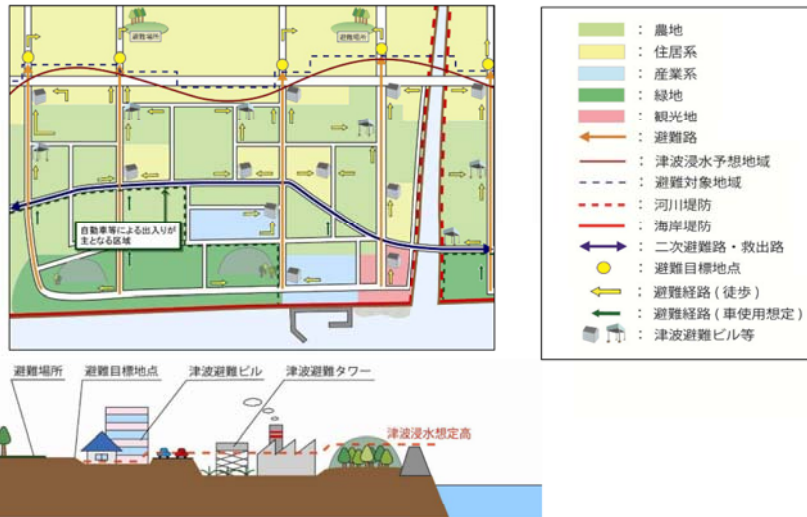 避難場所
避難場所
自動車等による出入りが
主となる区域
：農地
：住居系
：産業系
：緑地
：観光地
：避難路
：津波浸水予想地域
：避難対象地域
：河川堤防
：海岸堤防
：二次避難路・救出路
：避難目標地点
：避難経路(徒歩)
：避難経路(車使用想定)
：津波避難ビル等
避難場所
避難目標地点
津波避難ビル
津波避難タワー
津波浸水想定高